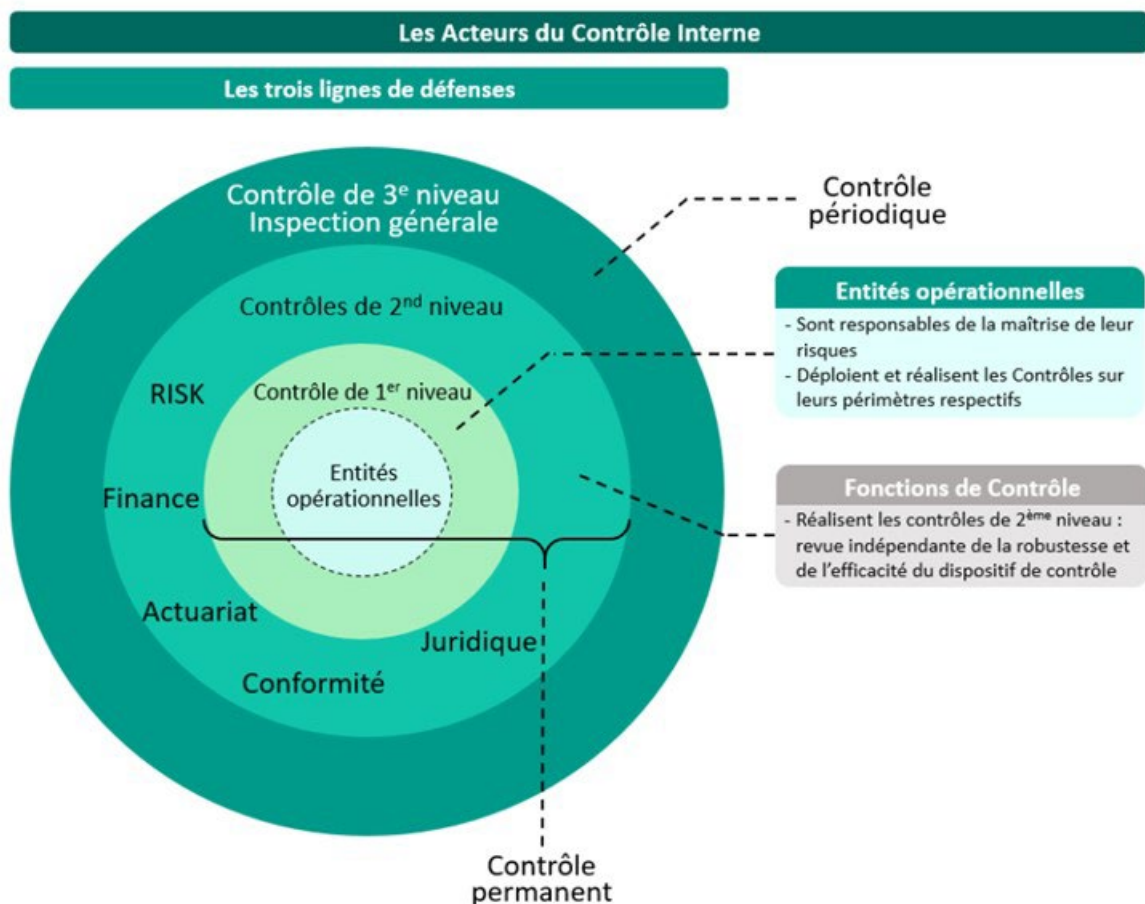 Les Acteurs du Contrôle Interne
Les trois lignes de défenses
Contrôle de 3e niveau
Inspection générale
Contrôle
périodique
Contrôles de 2nd niveau
Entités opérationnelles
- Sont responsables de la maîtrise de leur
risques
- Déploient et réalisent les Contrôles sur
leurs périmètres respectifs
RISK
Contrôle de 1er niveau
Entités
opérationnelles
Finance
Fonctions de Contrôle
- Réalisent les contrôles de 2ème niveau :
revue indépendante de la robustesse et
de l'efficacité du dispositif de contrôle
Actuariat
Juridique
Conformité
Contrôle
permanent